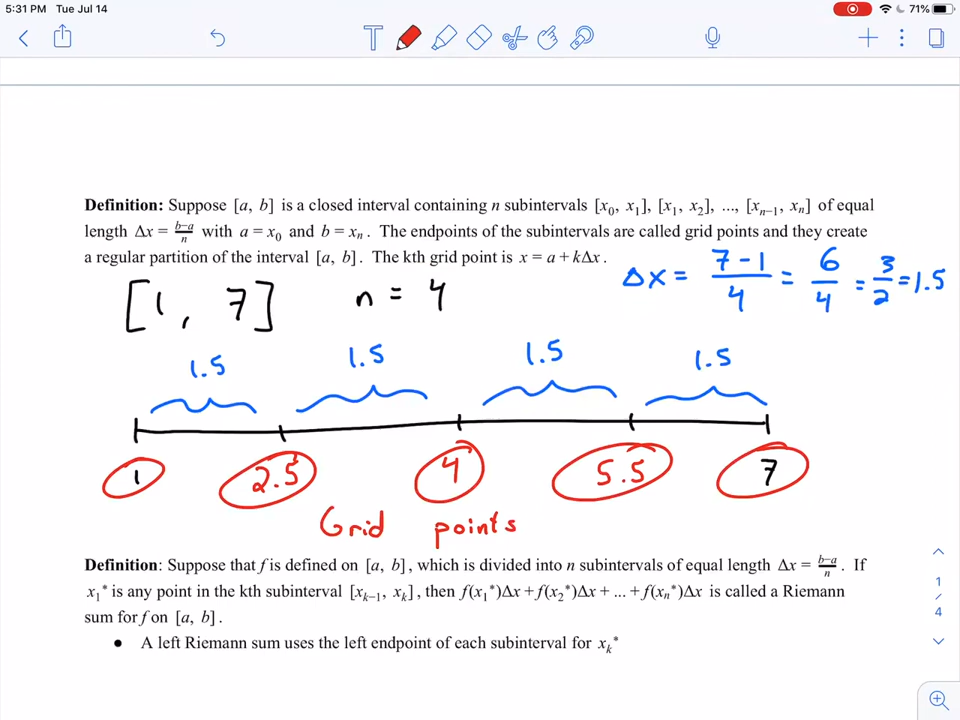 5:31 PM Tue Jul 14
71%
T
Definition: Suppose [a, b] is a closed interval containing n subintervals [x₀, x₁], [x₁, x₂], ..., [xₙ₋₁, xₙ] of equal
length Δx = (b−a)/n with a = x₀ and b = xₙ. The endpoints of the subintervals are called grid points and they create
a regular partition of the interval [a, b]. The kth grid point is x = a + kΔx.
Δx = (7-1)/4 = 6/4 = 3/2 = 1.5
[1, 7] n = 4
1.5 1.5 1.5 1.5
1 2.5 4 5.5 7
Grid points
Definition: Suppose that f is defined on [a, b], which is divided into n subintervals of equal length Δx = (b−a)/n. If
x₁* is any point in the kth subinterval [xₖ₋₁, xₖ], then f(x₁*)Δx + f(x₂*)Δx + ... + f(xₙ*)Δx is called a Riemann
sum for f on [a, b].
● A left Riemann sum uses the left endpoint of each subinterval for xₖ*
1
/
4